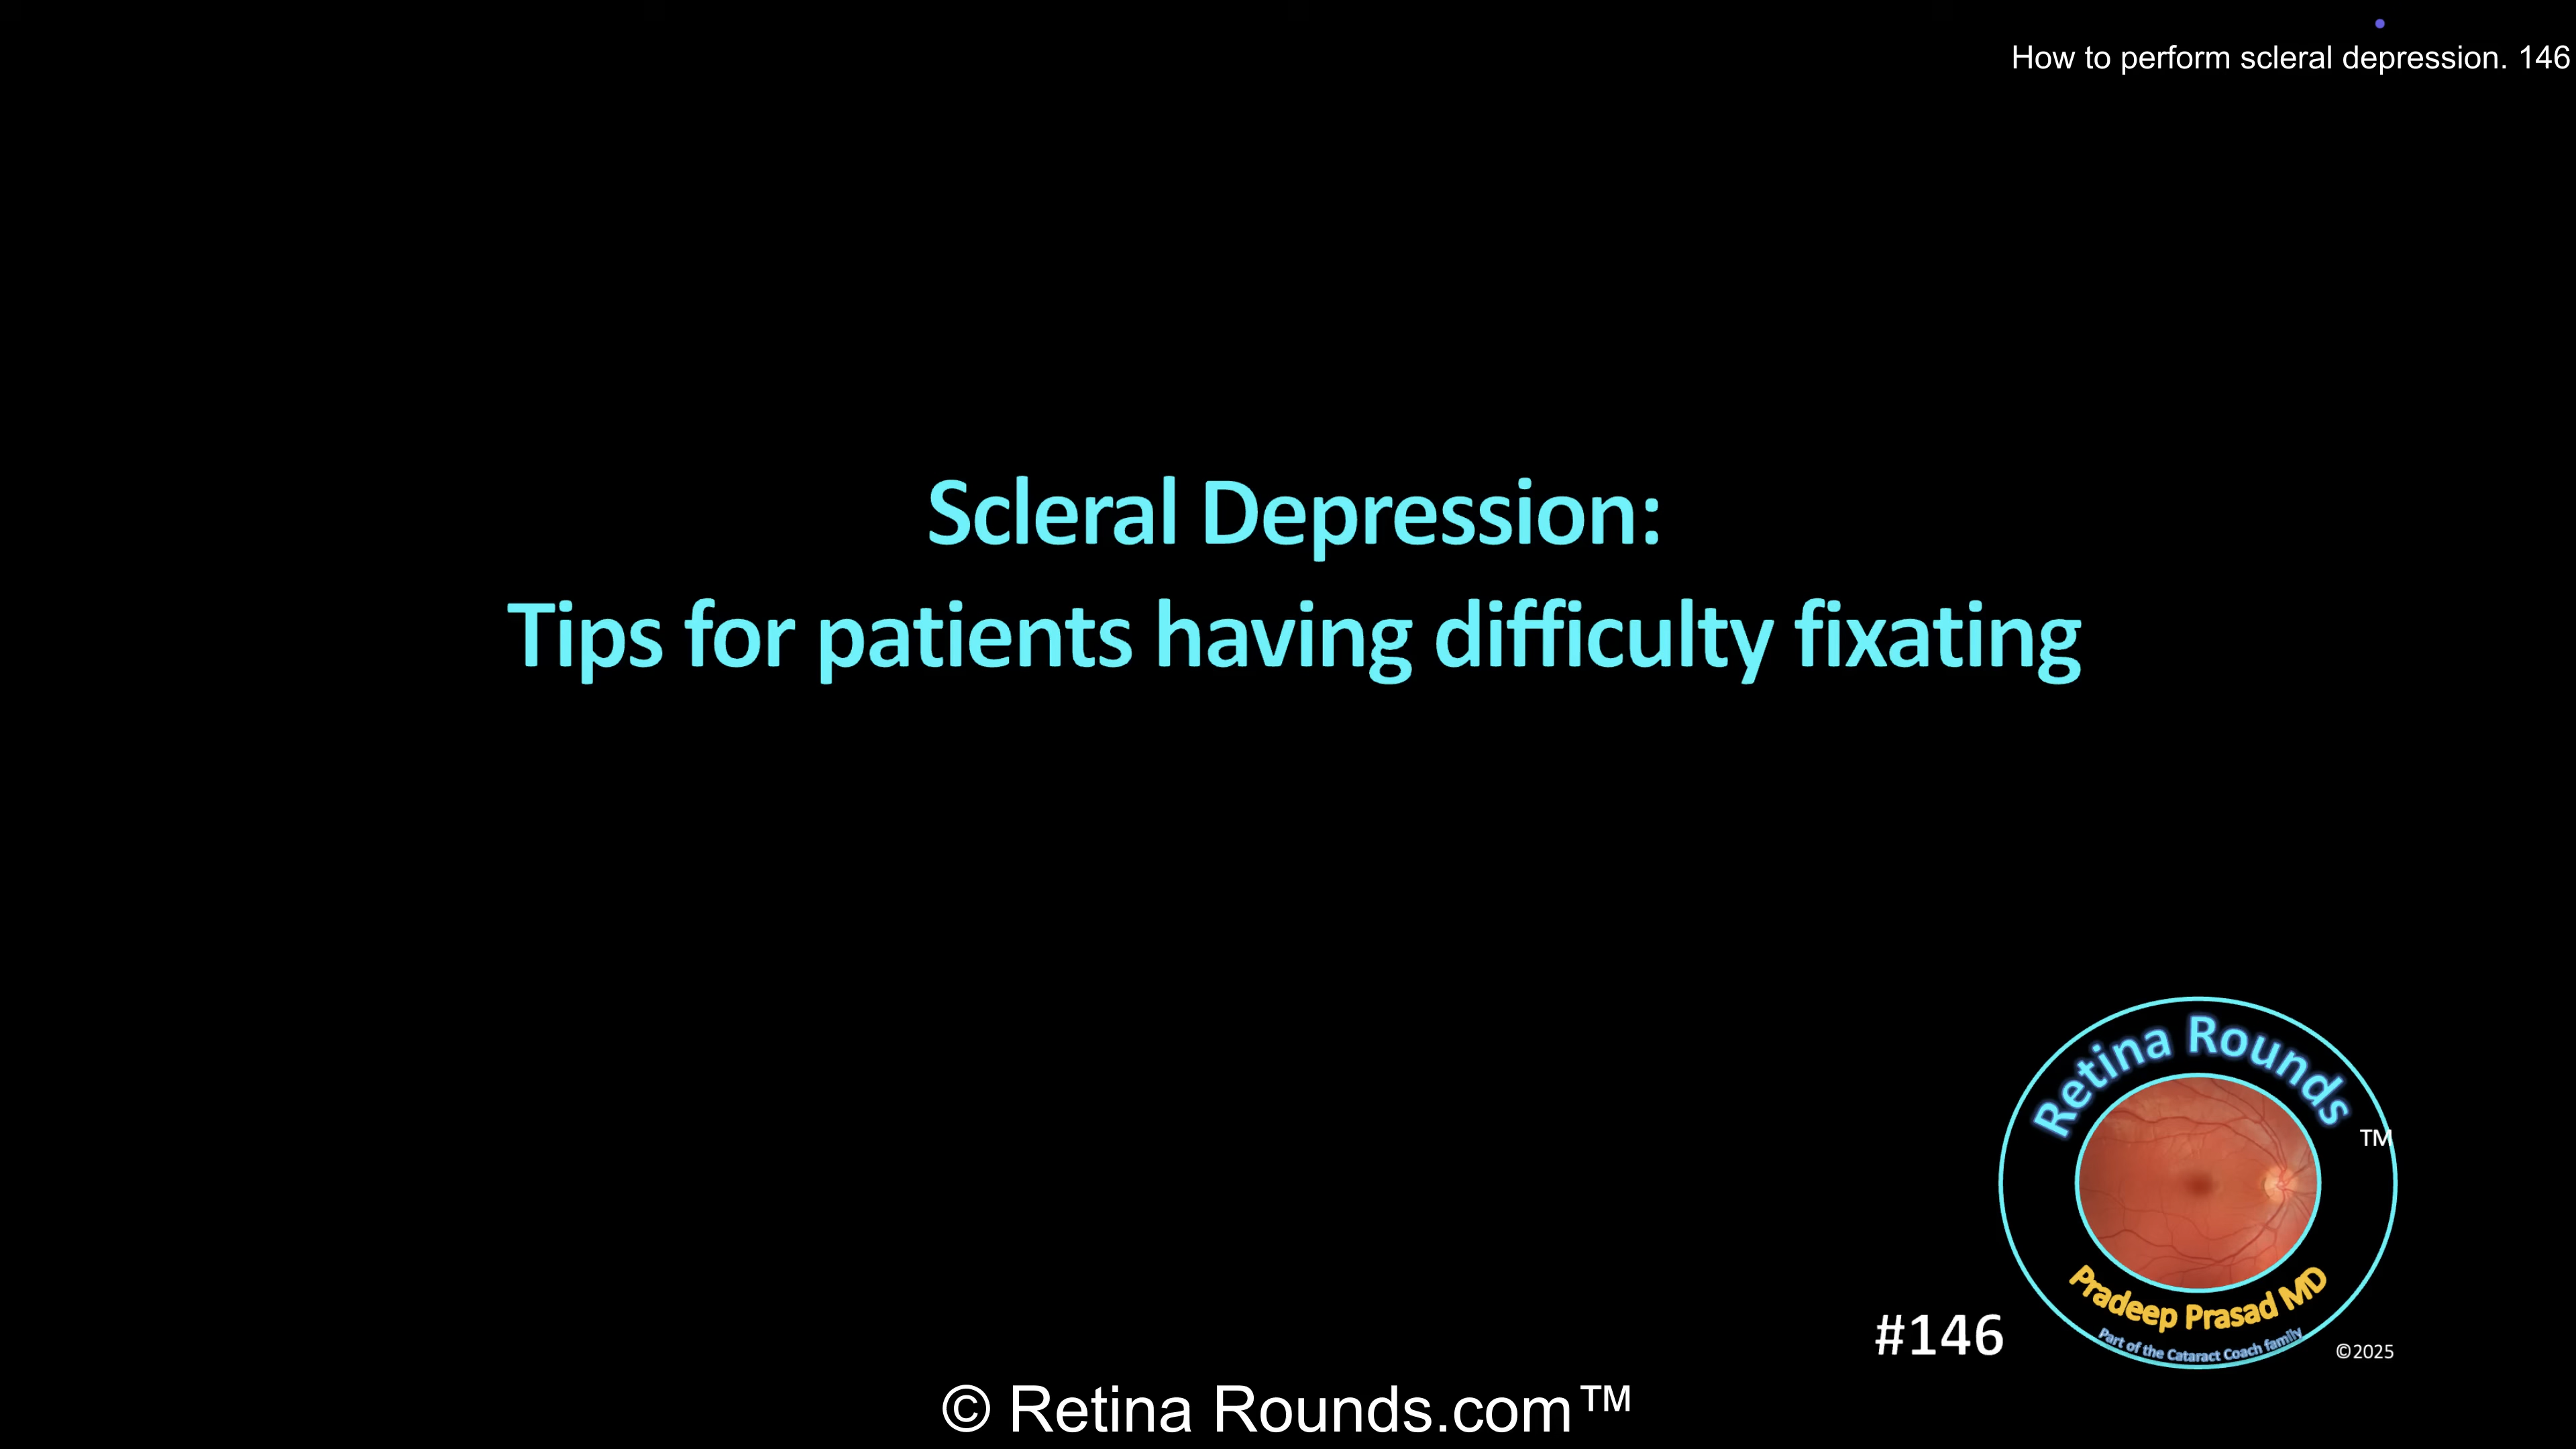 How to perform scleral depression. 146
Scleral Depression:
Tips for patients having difficulty fixating
Retina Rounds
TM
Pradeep Prasad MD
Part of the Cataract Coach family
#146
©2025
© Retina Rounds.com™